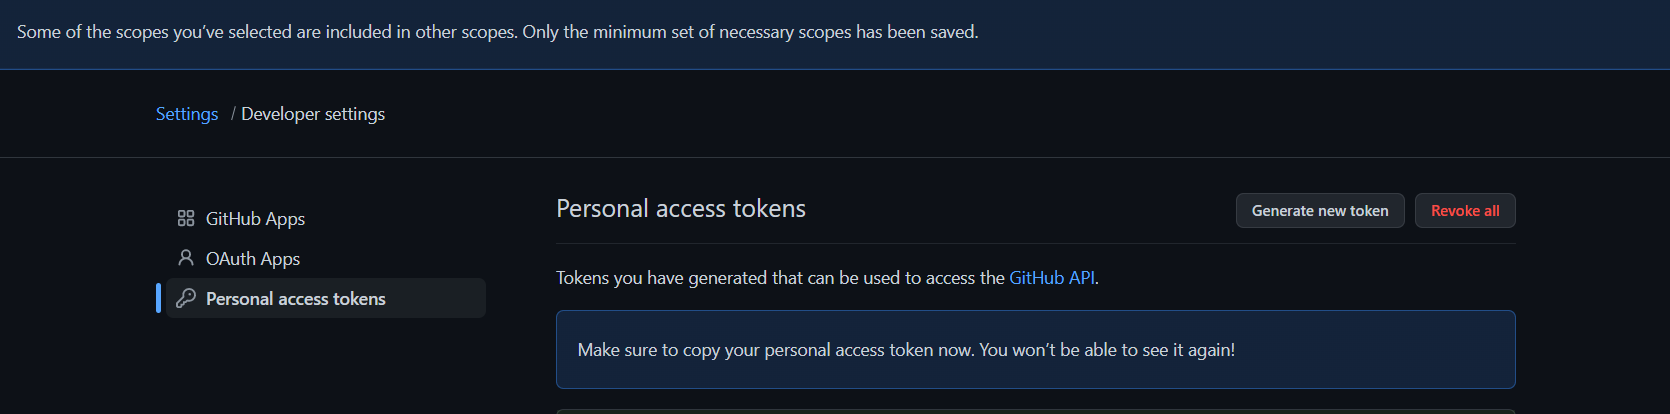 Some of the scopes you’ve selected are included in other scopes. Only the minimum set of necessary scopes has been saved.
Settings / Developer settings
GitHub Apps
OAuth Apps
Personal access tokens
Personal access tokens
Generate new token
Revoke all
Tokens you have generated that can be used to access the GitHub API.
Make sure to copy your personal access token now. You won’t be able to see it again!